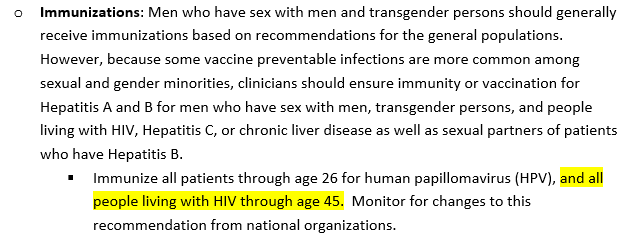 o Immunizations: Men who have sex with men and transgender persons should generally
receive immunizations based on recommendations for the general populations.
However, because some vaccine preventable infections are more common among
sexual and gender minorities, clinicians should ensure immunity or vaccination for
Hepatitis A and B for men who have sex with men, transgender persons, and people
living with HIV, Hepatitis C, or chronic liver disease as well as sexual partners of patients
who have Hepatitis B.
▪ Immunize all patients through age 26 for human papillomavirus (HPV), and all
people living with HIV through age 45. Monitor for changes to this
recommendation from national organizations.